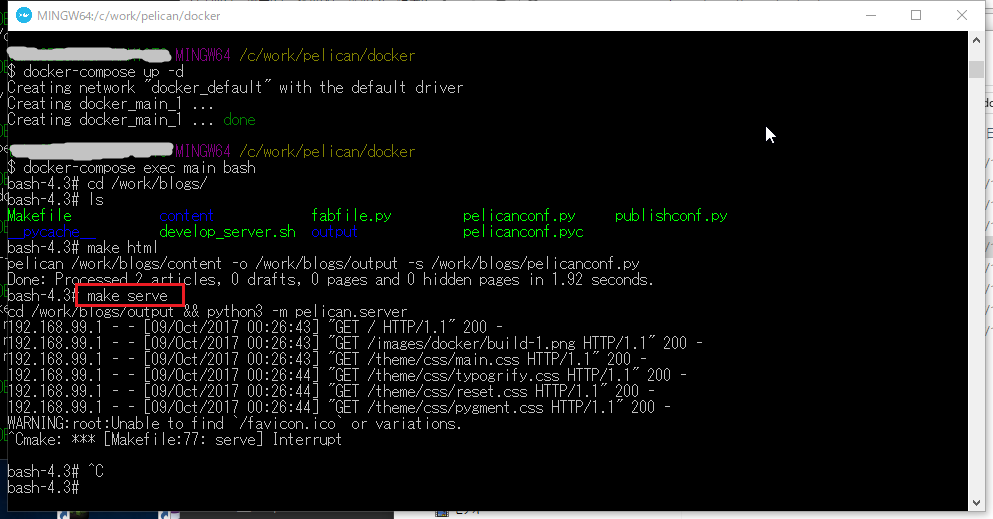 MINGW64:/c/work/pelican/docker
MINGW64 /c/work/pelican/docker
$ docker-compose up -d
Creating network "docker_default" with the default driver
Creating docker_main_1 ...
Creating docker_main_1 ... done
MINGW64 /c/work/pelican/docker
$ docker-compose exec main bash
bash-4.3# cd /work/blogs/
bash-4.3# ls
Makefile content fabfile.py pelicanconf.py publishconf.py
__pycache__ develop_server.sh output pelicanconf.pyc
bash-4.3# make html
pelican /work/blogs/content -o /work/blogs/output -s /work/blogs/pelicanconf.py
Done: Processed 2 articles, 0 drafts, 0 pages and 0 hidden pages in 1.92 seconds.
bash-4.3# make serve
cd /work/blogs/output && python3 -m pelican.server
192.168.99.1 - - [09/Oct/2017 00:26:43] "GET / HTTP/1.1" 200 -
192.168.99.1 - - [09/Oct/2017 00:26:43] "GET /images/docker/build-1.png HTTP/1.1" 200 -
192.168.99.1 - - [09/Oct/2017 00:26:43] "GET /theme/css/main.css HTTP/1.1" 200 -
192.168.99.1 - - [09/Oct/2017 00:26:44] "GET /theme/css/typogrify.css HTTP/1.1" 200 -
192.168.99.1 - - [09/Oct/2017 00:26:44] "GET /theme/css/reset.css HTTP/1.1" 200 -
192.168.99.1 - - [09/Oct/2017 00:26:44] "GET /theme/css/pygment.css HTTP/1.1" 200 -
WARNING:root:Unable to find `/favicon.ico` or variations.
^Cmake: *** [Makefile:77: serve] Interrupt
bash-4.3# ^C
bash-4.3#